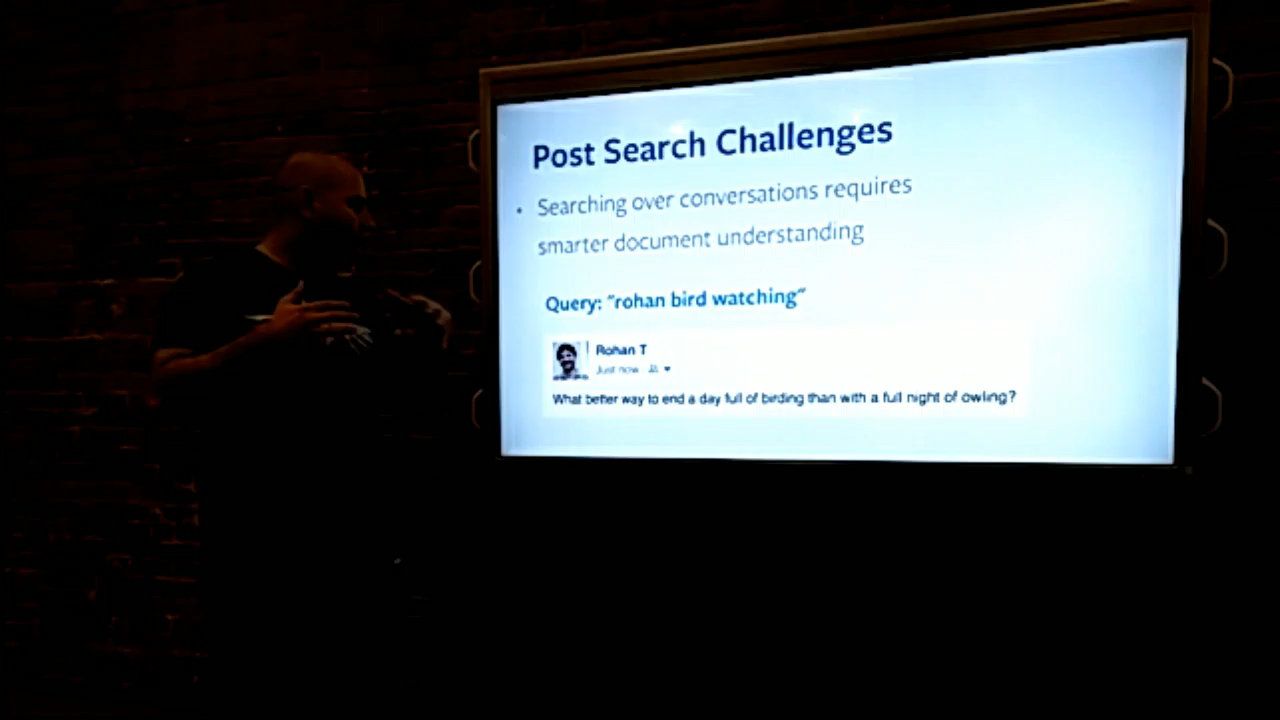 Post Search Challenges
• Searching over conversations requires
smarter document understanding
Query: "rohan bird watching"
Rohan T
Just now
What better way to end a day full of birding than with a full night of owling?